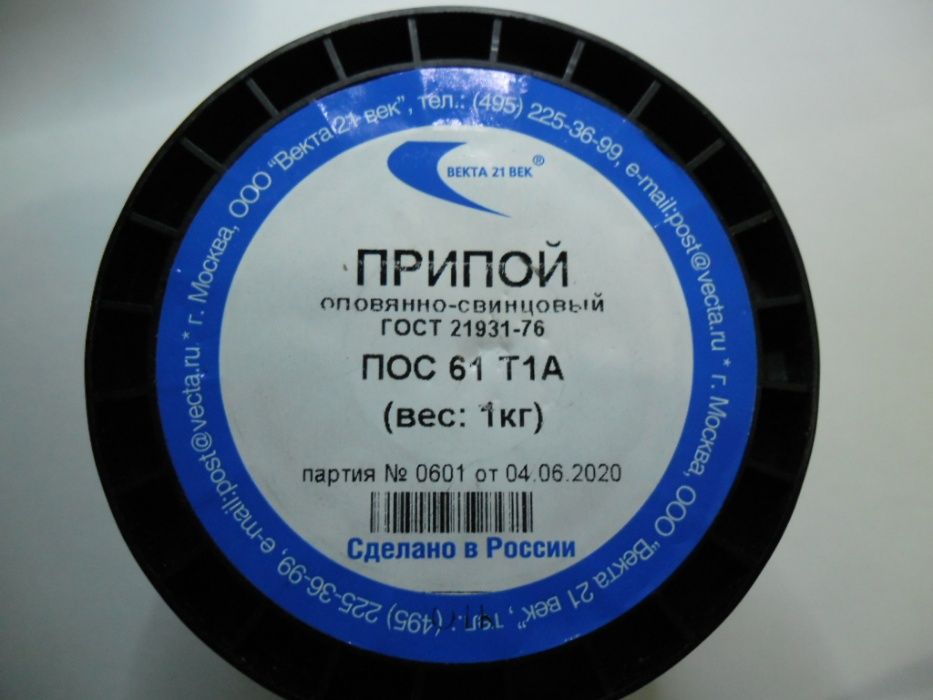 ВЕКТА 21 ВЕК®
ПРИПОЙ
оловянно-свинцовый
ГОСТ 21931-76
ПОС 61 Т1А
(вес: 1кг)
партия № 0601 от 04.06.2020
Сделано в России
г. Москва, ООО "Векта 21 век", тел.: (495) 225-36-99, e-mail:post@vecta.ru * г. Москва, ООО "Векта 21 век", тел.: (495) 225-36-99, e-mail:post@vecta.ru *